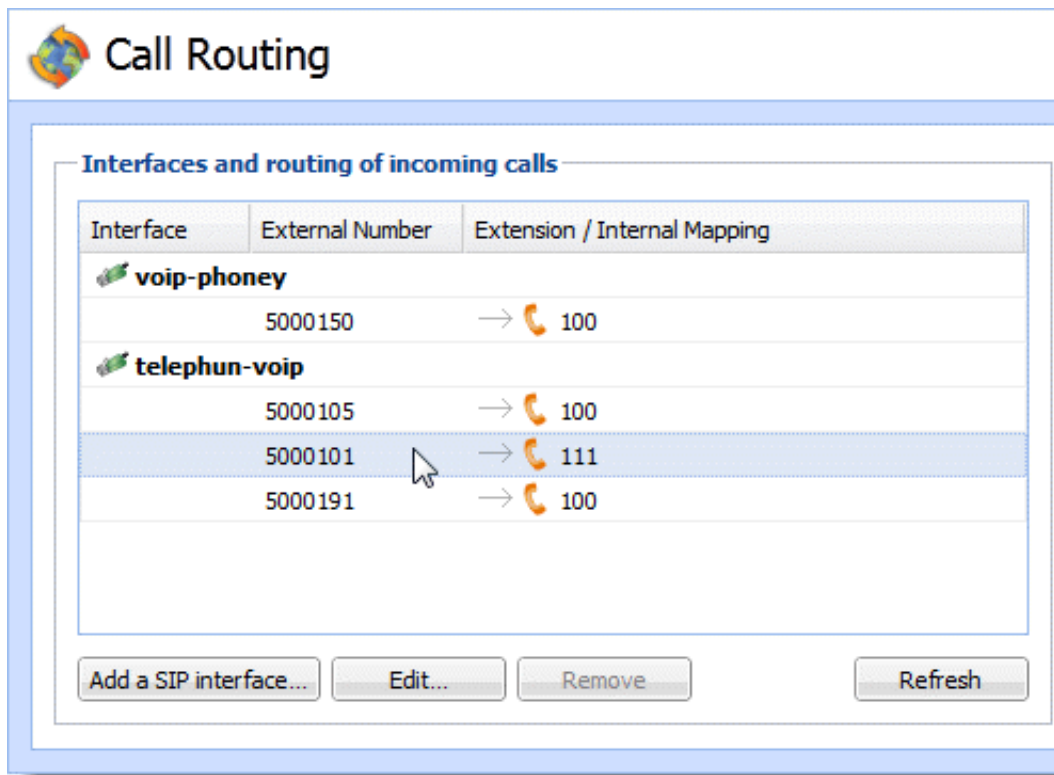 Call Routing
Interfaces and routing of incoming calls
Interface External Number Extension / Internal Mapping
voip-phoney
5000150 100
telephun-voip
5000105 100
5000101 111
5000191 100
Add a SIP interface... Edit... Remove Refresh